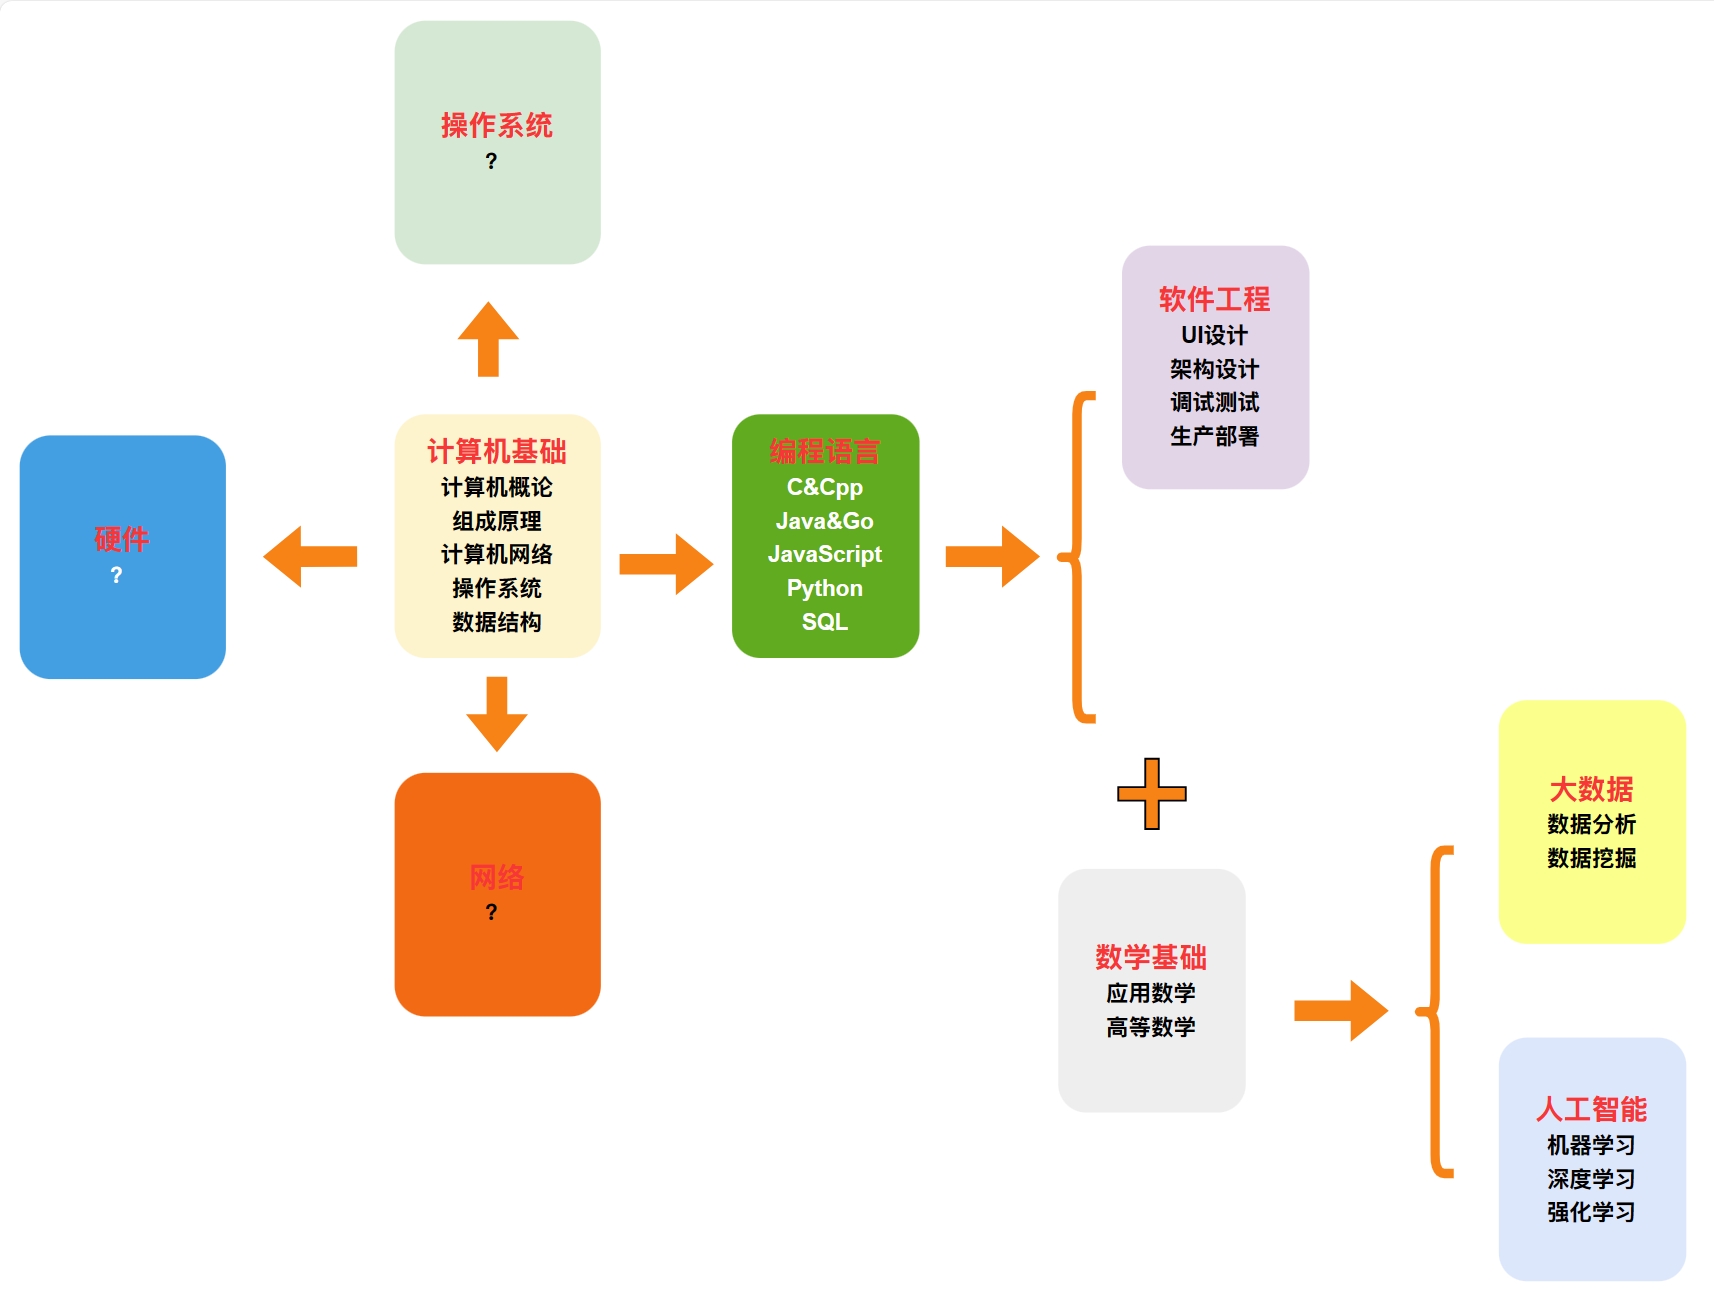 操作系统
?
软件工程
UI设计
架构设计
调试测试
生产部署
硬件
?
计算机基础
计算机概论
组成原理
计算机网络
操作系统
数据结构
编程语言
C&Cpp
Java&Go
JavaScript
Python
SQL
网络
?
数学基础
应用数学
高等数学
大数据
数据分析
数据挖掘
人工智能
机器学习
深度学习
强化学习